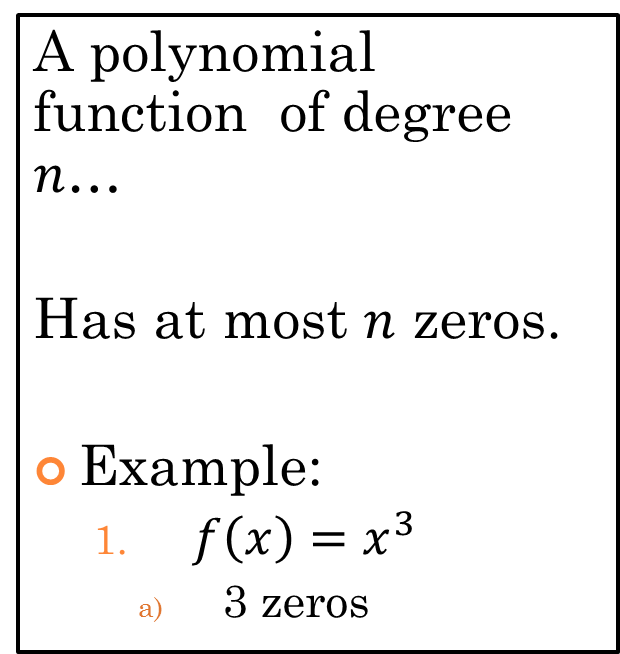 A polynomial
function of degree
n...
Has at most n zeros.
Example:
1. f(x) = x³
a) 3 zeros